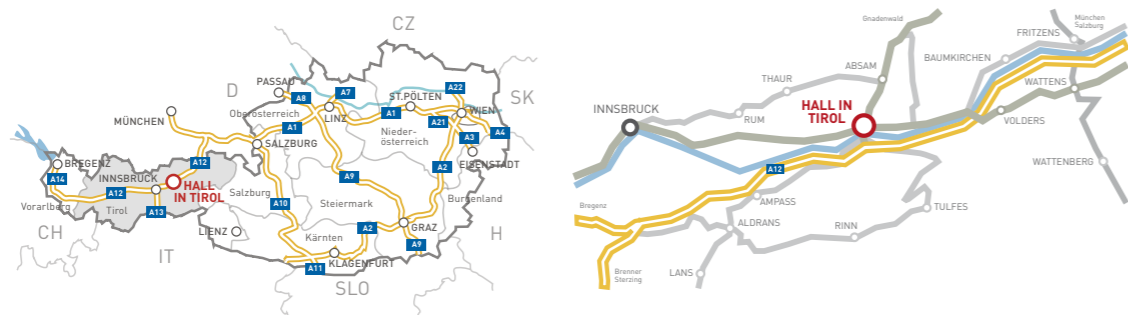 CZ
D
PASSAU
A8
A7
A22
SK
Oberösterreich
ST.PÖLTEN
WIEN
MÜNCHEN
LINZ
A1
A1
A21
Nieder-
österreich
A4
A3
SALZBURG
EISENSTADT
BREGENZ
A12
A14
INNSBRUCK
A12
HALL
IN TIROL
A9
A2
Vorarlberg
Tirol
A13
Salzburg
A10
Steiermark
Burgenland
CH
IT
LIENZ
Kärnten
A2
GRAZ
A9
H
KLAGENFURT
A11
SLO
Gnadenwald
München
Salzburg
FRITZENS
BAUMKIRCHEN
ABSAM
THAUR
WATTENS
INNSBRUCK
RUM
HALL IN
TIROL
VOLDERS
A12
WATTENBERG
AMPASS
Bregenz
TULFES
ALDRANS
RINN
Brenner
Sterzing
LANS